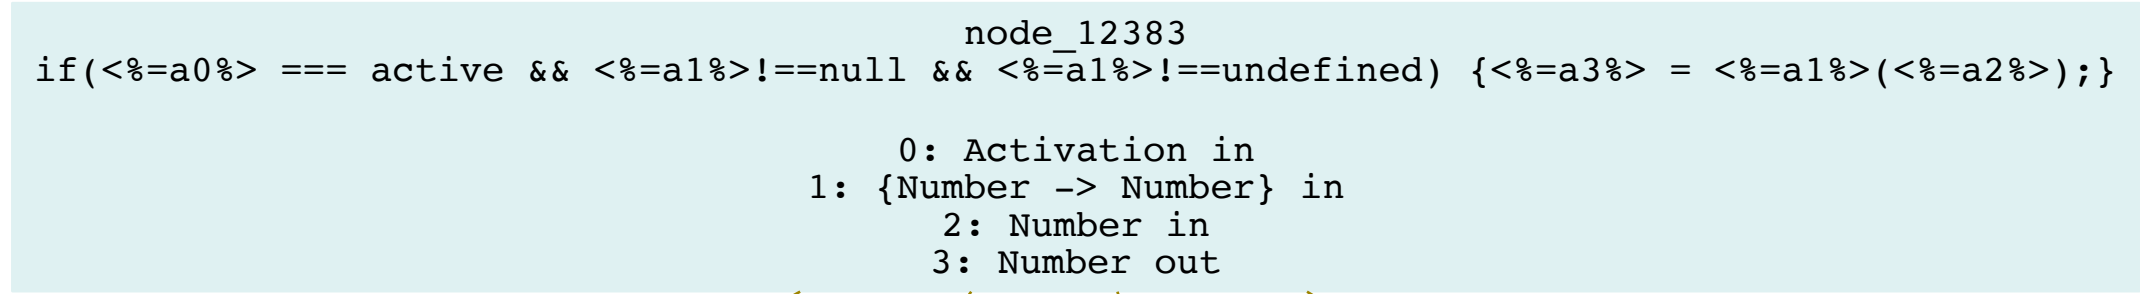 node_12383
if(<%=a0%> === active && <%=a1%>!==null && <%=a1%>!==undefined) {<%=a3%> = <%=a1%>(<%=a2%>);}
0: Activation in
1: {Number -> Number} in
2: Number in
3: Number out